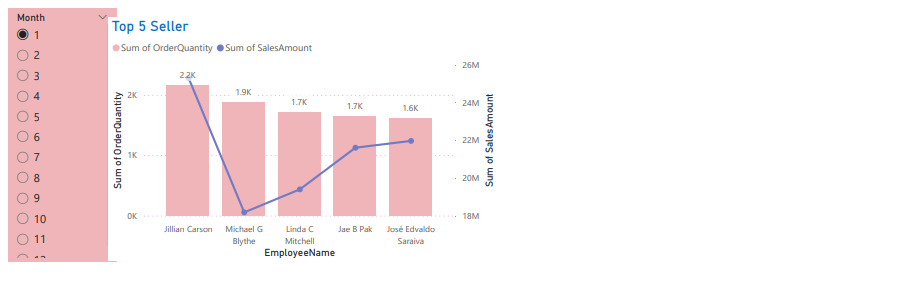 Month
1
2
3
4
5
6
7
8
9
10
11
Top 5 Seller
Sum of OrderQuantity Sum of SalesAmount
Sum of OrderQuantity
2K
1K
0K
2.2K
1.9K
1.7K
1.7K
1.6K
26M
24M
22M
20M
18M
Sum of SalesAmount
Jillian Carson
Michael G
Blythe
Linda C
Mitchell
Jae B Pak
José Edvaldo
Saraiva
EmployeeName